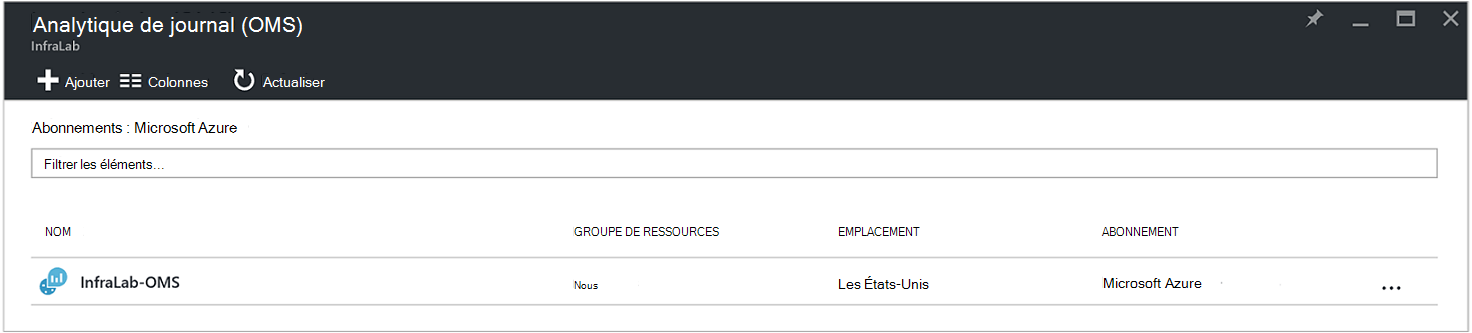 Analytique de journal (OMS)
InfraLab
Ajouter Colonnes Actualiser
Abonnements : Microsoft Azure
Filtrer les éléments...
NOM GROUPE DE RESSOURCES EMPLACEMENT ABONNEMENT
InfraLab-OMS Nous Les États-Unis Microsoft Azure ...